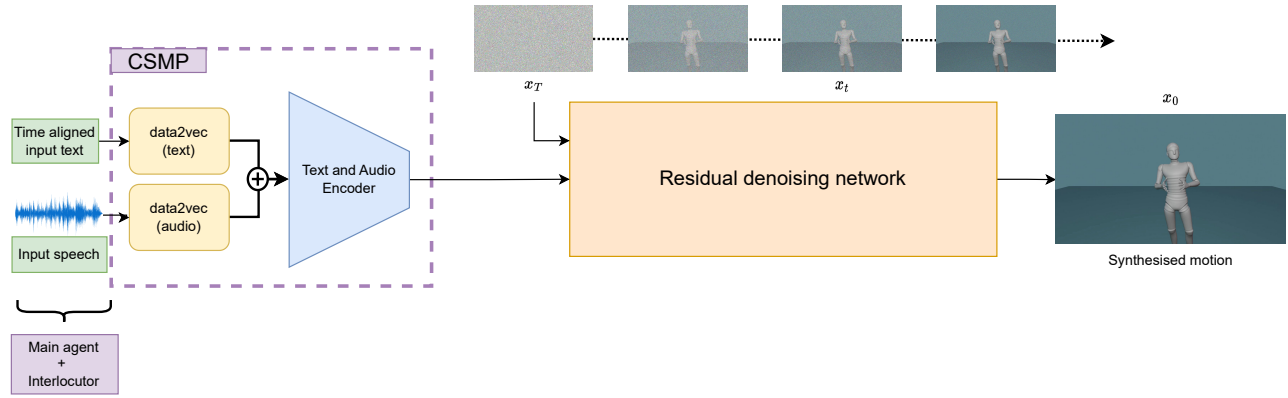 CSMP
Time aligned
input text
data2vec
(text)
data2vec
(audio)
Input speech
Main agent
+
Interlocutor
Text and Audio
Encoder
x_T
x_t
x_0
Residual denoising network
Synthesised motion